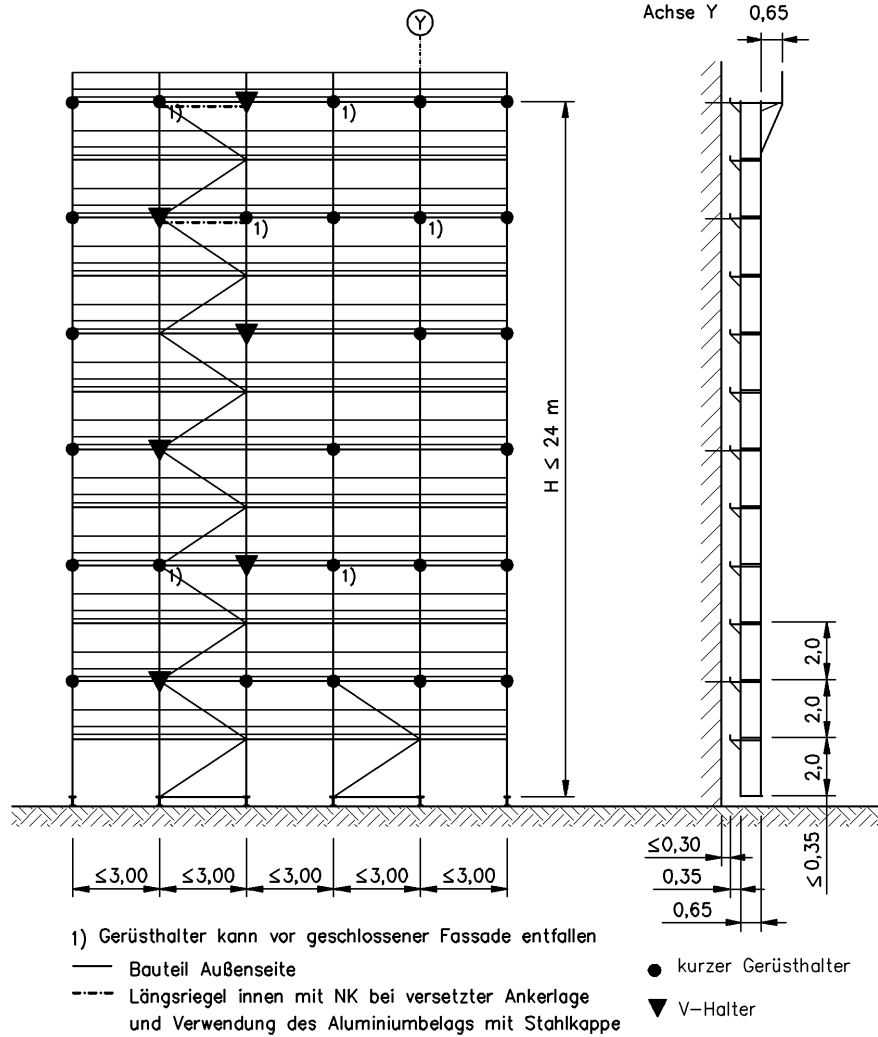 Y
Achse Y
0,65
1)
1)
1)
1)
H ≤ 24 m
1)
1)
2,0
2,0
2,0
≤0,35
≤3,00 ≤3,00 ≤3,00 ≤3,00 ≤3,00
≤0,30
0,35
0,65
1) Gerüsthalter kann vor geschlossener Fassade entfallen
Bauteil Außenseite
Längsriegel innen mit NK bei versetzter Ankerlage
und Verwendung des Aluminiumbelags mit Stahlkappe
kurzer Gerüsthalter
V-Halter